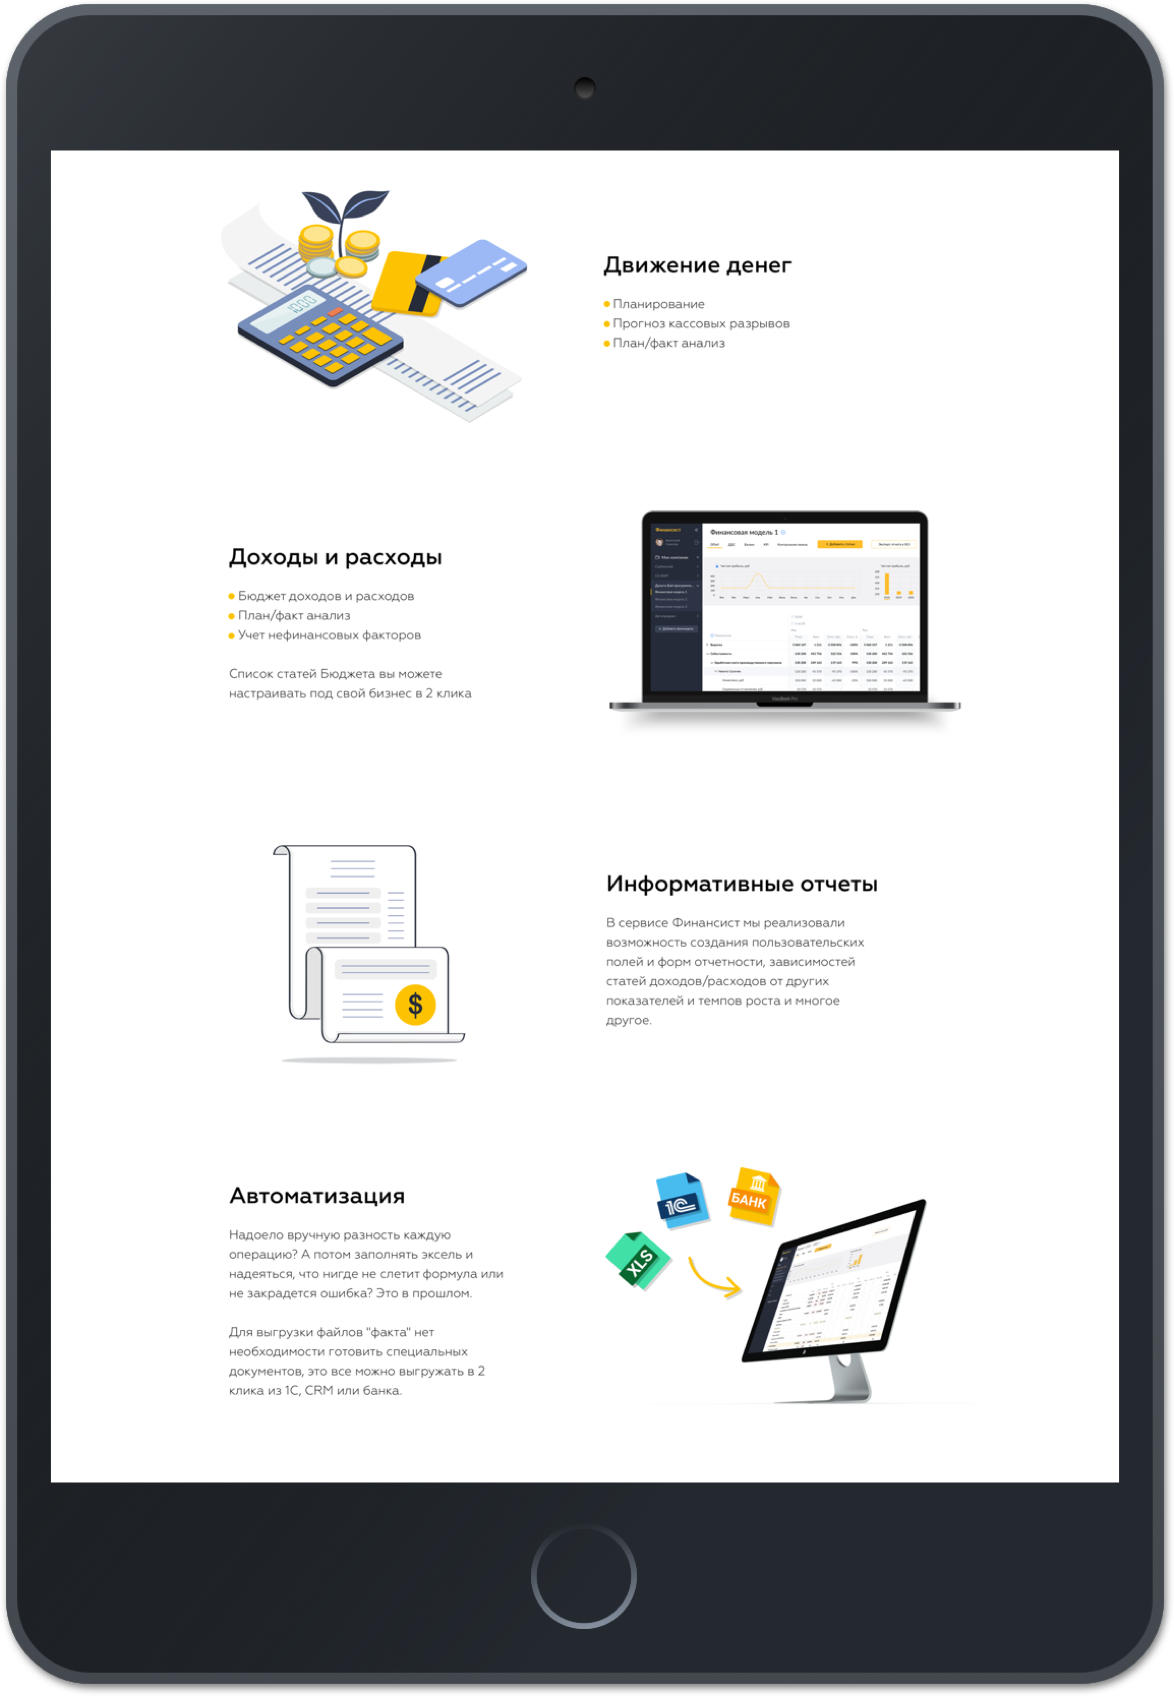 1000
Движение денег
Планирование
Прогноз кассовых разрывов
План/факт анализ
Доходы и расходы
Бюджет доходов и расходов
План/факт анализ
Учет нефинансовых факторов
Список статей Бюджета вы можете
настраивать под свой бизнес в 2 клика
Финансист
Финансовая модель 1
MacBook Pro
$
Информативные отчеты
В сервисе Финансист мы реализовали
возможность создания пользовательских
полей и форм отчетности, зависимостей
статей доходов/расходов от других
показателей и темпов роста и многое
другое.
Автоматизация
Надоело вручную разность каждую
операцию? А потом заполнять эксель и
надеяться, что нигде не слетит формула или
не закрадется ошибка? Это в прошлом.
Для выгрузки файлов "факта" нет
необходимости готовить специальных
документов, это все можно выгружать в 2
клика из 1С, CRM или банка.
1С
БАНК
XLS